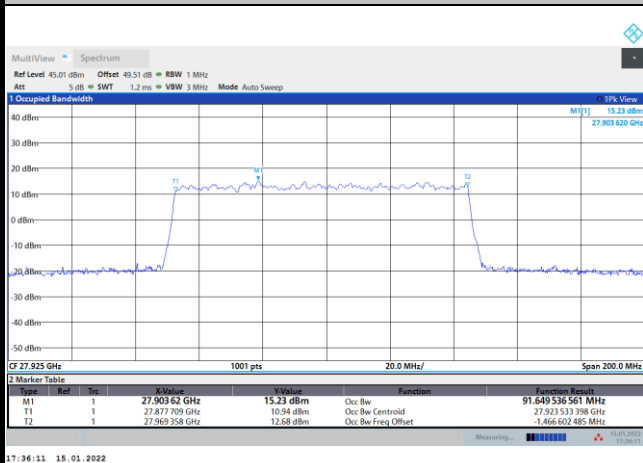 MultiView Spectrum
Ref Level 45.01 dBm Offset 49.51 dB RBW 1 MHz
Att 5 dB SWT 1.2 ms VBW 3 MHz Mode Auto Sweep
1 Occupied Bandwidth 1Pk View
M1[1] 15.23 dBm
27.903 620 GHz
40 dBm
30 dBm
20 dBm
M1
T1 T2
10 dBm
0 dBm
-10 dBm
-20 dBm
-30 dBm
-40 dBm
-50 dBm
CF 27.925 GHz 1001 pts 20.0 MHz/ Span 200.0 MHz
2 Marker Table
Type Ref Trc X-Value Y-Value Function Function Result
M1 1 27.903 62 GHz 15.23 dBm Occ Bw 91.649 536 561 MHz
T1 1 27.877 709 GHz 10.94 dBm Occ Bw Centroid 27.923 533 398 GHz
T2 1 27.969 358 GHz 12.68 dBm Occ Bw Freq Offset -1.466 602 485 MHz
Measuring... 15.01.2022
17:36:11
17:36:11 15.01.2022